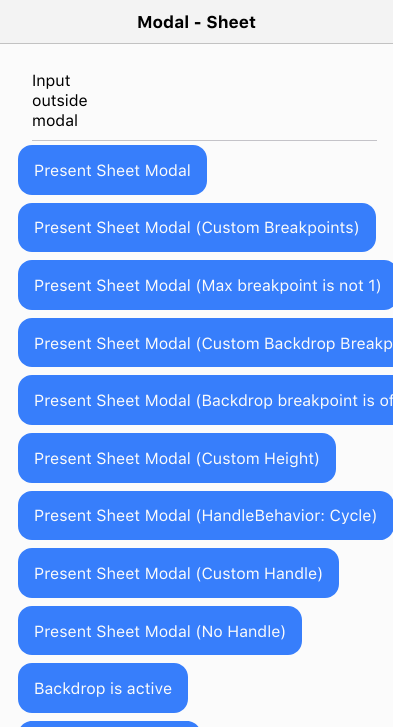 Modal - Sheet
Input
outside
modal
Present Sheet Modal
Present Sheet Modal (Custom Breakpoints)
Present Sheet Modal (Max breakpoint is not 1)
Present Sheet Modal (Custom Backdrop Breakp
Present Sheet Modal (Backdrop breakpoint is of
Present Sheet Modal (Custom Height)
Present Sheet Modal (HandleBehavior: Cycle)
Present Sheet Modal (Custom Handle)
Present Sheet Modal (No Handle)
Backdrop is active